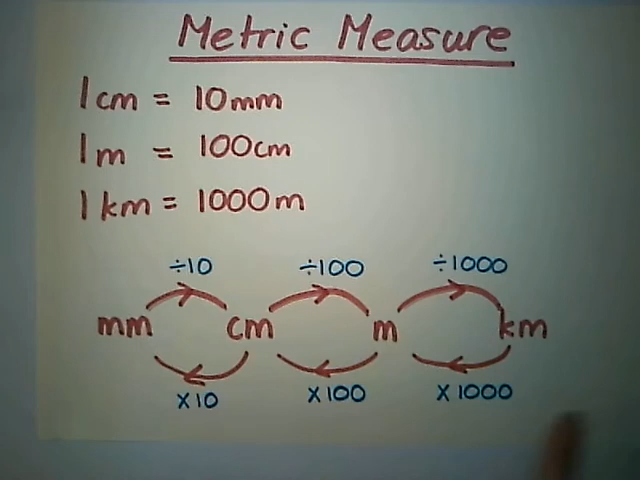 Metric Measure
1cm = 10mm
1m = 100cm
1km = 1000m
÷10 ÷100 ÷1000
mm cm m km
x10 x100 x1000